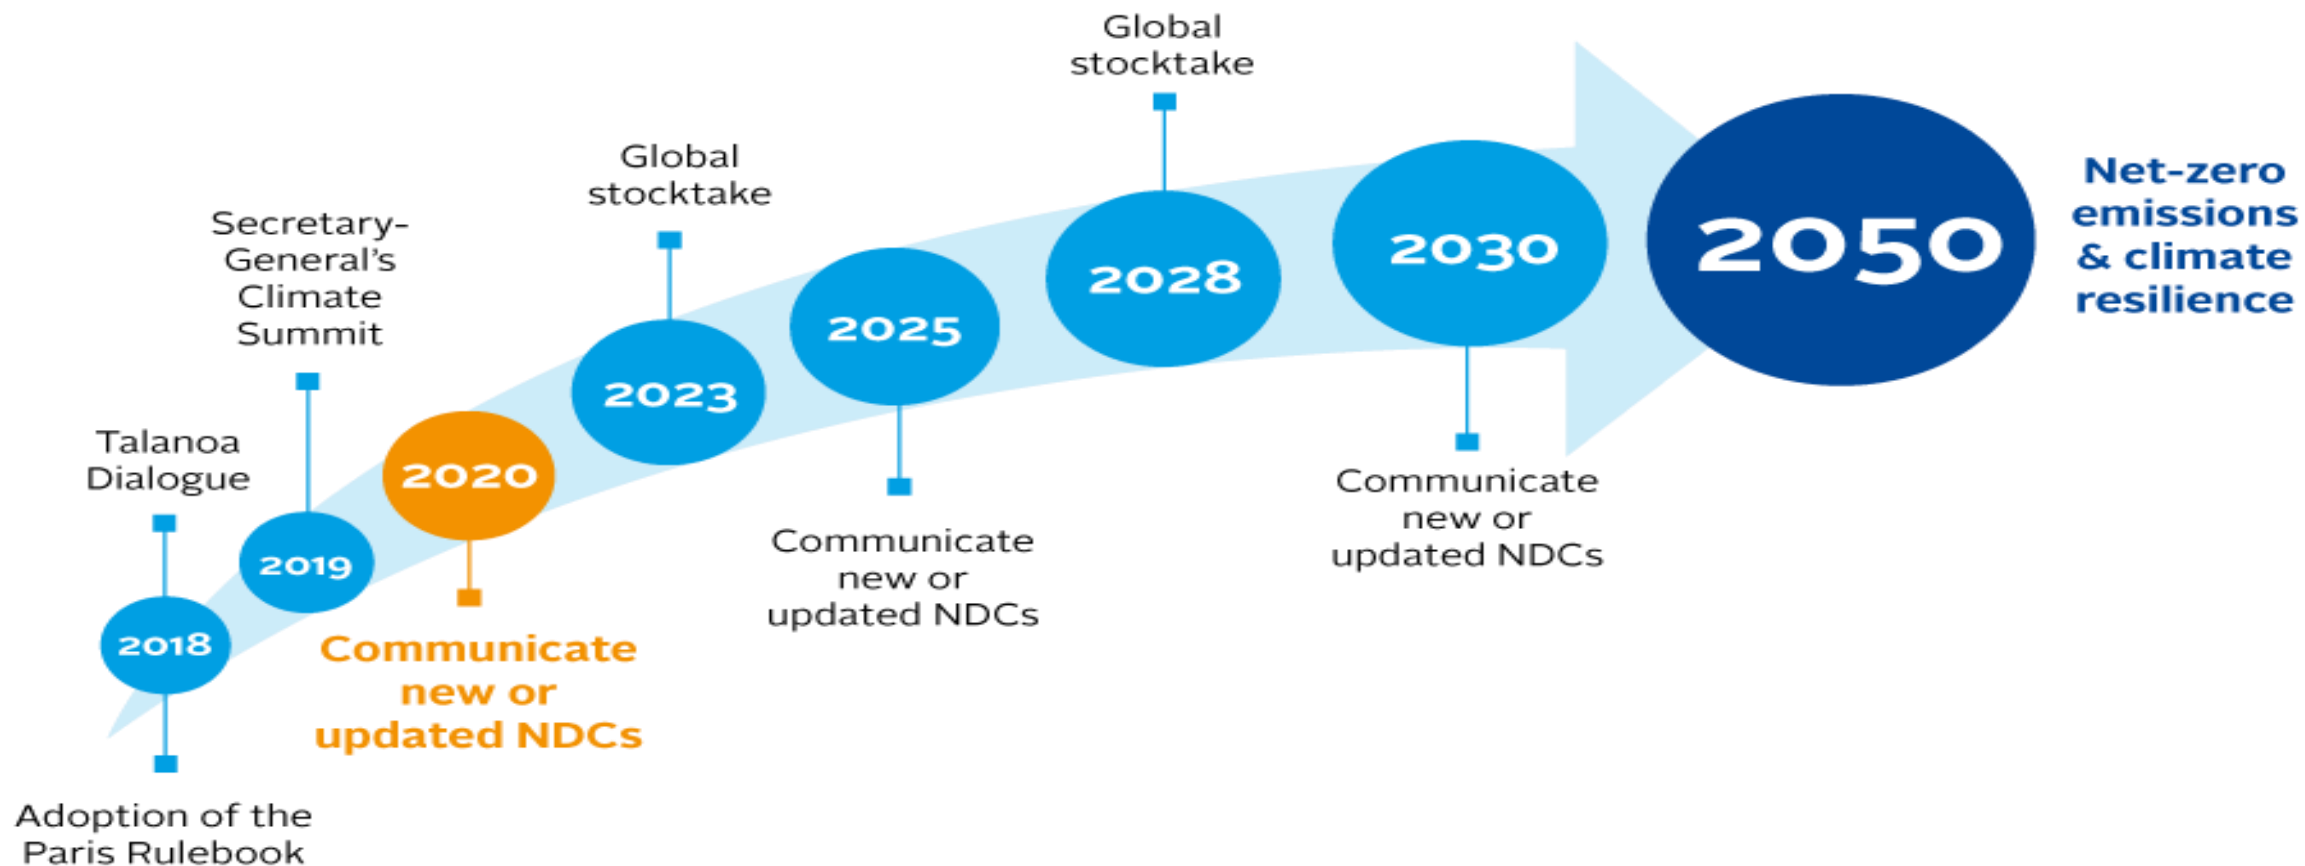 Talanoa
Dialogue
2018
Adoption of the
Paris Rulebook
Secretary-
General’s
Climate
Summit
2019
2020
Communicate
new or
updated NDCs
Global
stocktake
2023
2025
Communicate
new or
updated NDCs
Global
stocktake
2028
2030
Communicate
new or
updated NDCs
2050
Net-zero
emissions
& climate
resilience